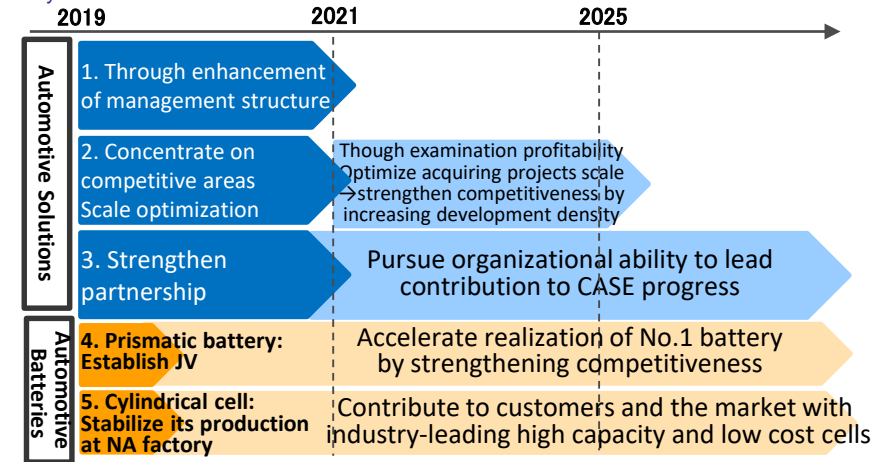 2019
2021
2025
Automotive Solutions
1. Through enhancement
of management structure
2. Concentrate on
competitive areas
Scale optimization
Though examination profitability
Optimize acquiring projects scale
→strengthen competitiveness by
increasing development density
3. Strengthen
partnership
Pursue organizational ability to lead
contribution to CASE progress
Automotive
Batteries
4. Prismatic battery:
Establish JV
Accelerate realization of No.1 battery
by strengthening competitiveness
5. Cylindrical cell:
Stabilize its production
at NA factory
Contribute to customers and the market with
industry-leading high capacity and low cost cells